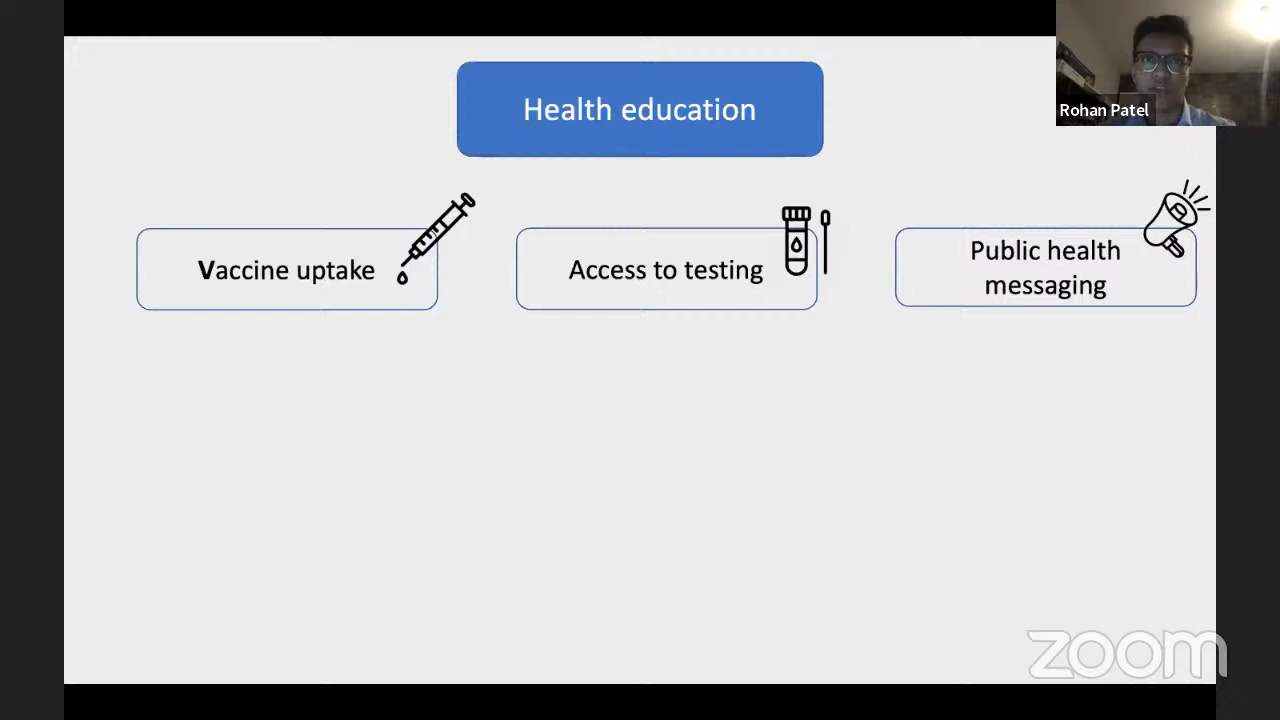 Health education
Rohan Patel
Vaccine uptake
Access to testing
Public health
messaging
zoom